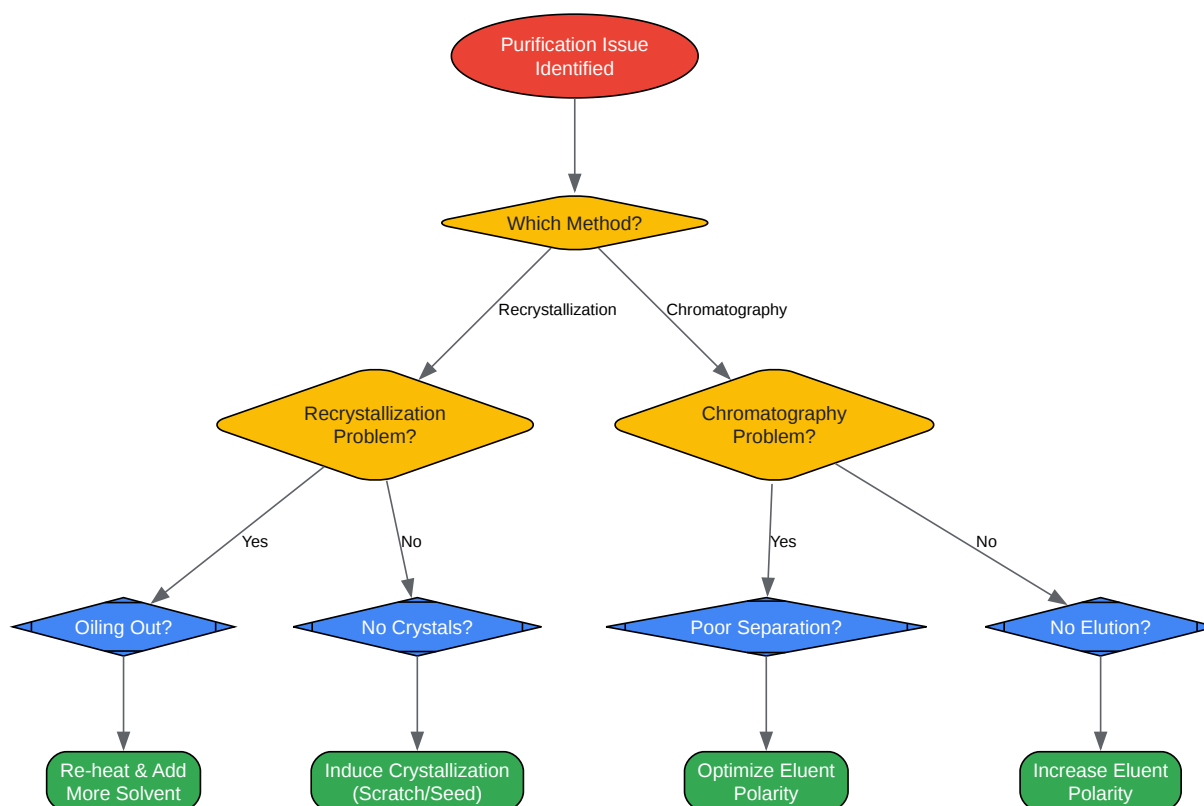 Purification Issue
Identified
Which Method?
Recrystallization
Chromatography
Recrystallization
Problem?
Chromatography
Problem?
Yes
No
Yes
No
Oiling Out?
No Crystals?
Poor Separation?
No Elution?
Re-heat & Add
More Solvent
Induce Crystallization
(Scratch/Seed)
Optimize Eluent
Polarity
Increase Eluent
Polarity